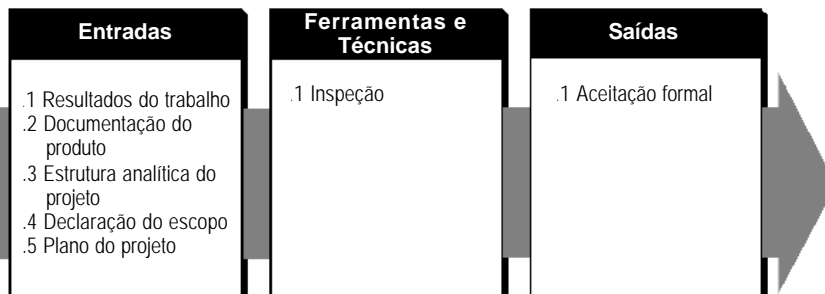 Entradas
.1 Resultados do trabalho
.2 Documentação do
produto
.3 Estrutura analítica do
projeto
.4 Declaração do escopo
.5 Plano do projeto
Ferramentas e
Técnicas
.1 Inspeção
Saídas
.1 Aceitação formal